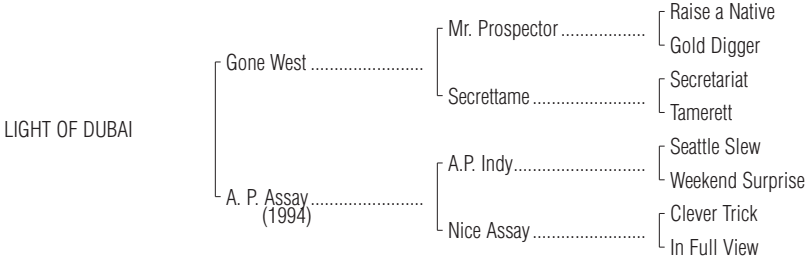 Raise a Native
Mr. Prospector ..................
Gold Digger
Gone West ........................
Secretariat
Secrettame ........................
Tamerett
LIGHT OF DUBAI
Seattle Slew
A.P. Indy............................
Weekend Surprise
A. P. Assay........................
(1994)
Clever Trick
Nice Assay ........................
In Full View